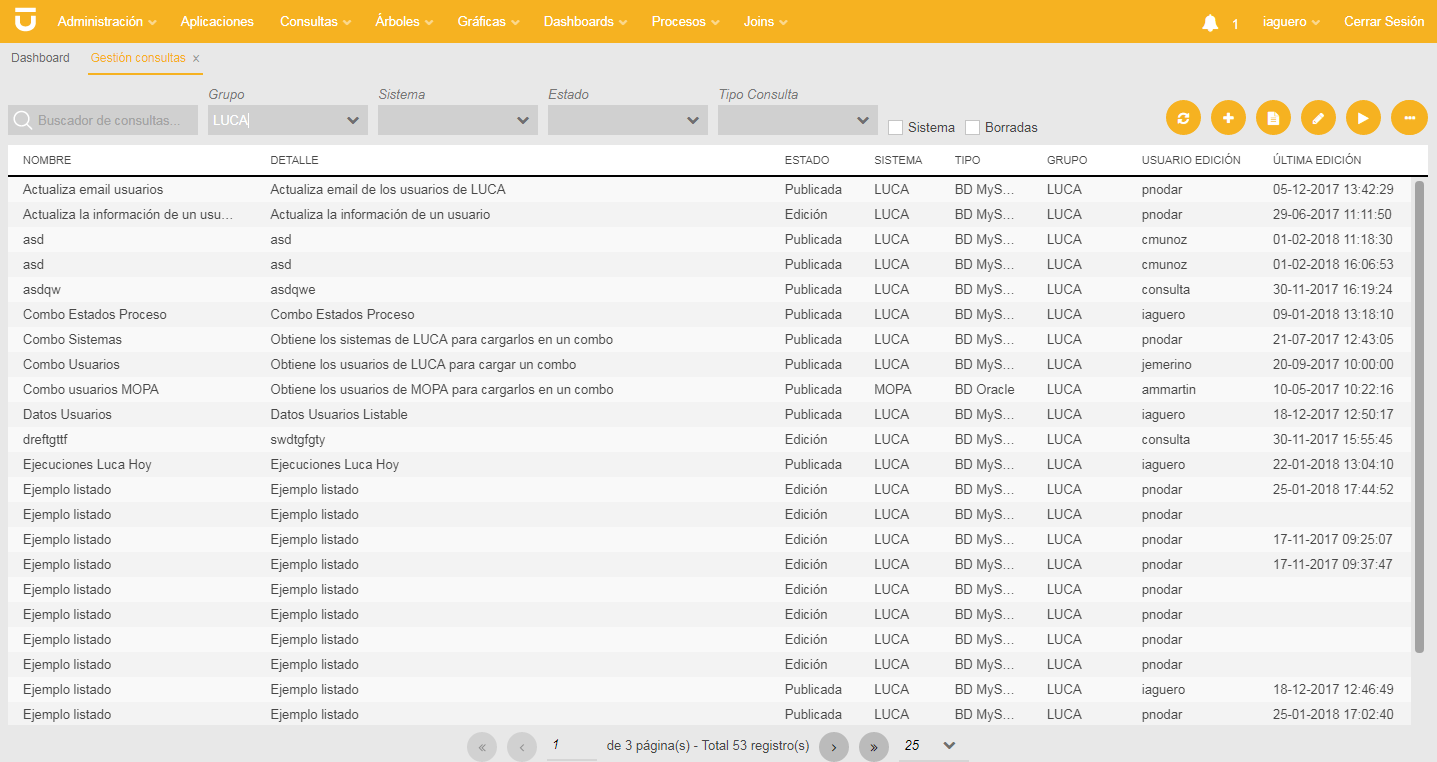 Administración Aplicaciones Consultas Árboles Gráficas Dashboards Procesos Joins 1 iaguero Cerrar Sesión
Dashboard Gestión consultas x
Grupo Sistema Estado Tipo Consulta
Buscador de consultas... LUCA Sistema Borradas
NOMBRE DETALLE ESTADO SISTEMA TIPO GRUPO USUARIO EDICIÓN ÚLTIMA EDICIÓN
Actualiza email usuarios Actualiza email de los usuarios de LUCA Publicada LUCA BD MyS... LUCA pnodar 05-12-2017 13:42:29
Actualiza la información de un usu... Actualiza la información de un usuario Edición LUCA BD MyS... LUCA pnodar 29-06-2017 11:11:50
asd asd Publicada LUCA BD MyS... LUCA cmunoz 01-02-2018 11:18:30
asd asd Publicada LUCA BD MyS... LUCA cmunoz 01-02-2018 16:06:53
asdqw asdqwe Publicada LUCA BD MyS... LUCA consulta 30-11-2017 16:19:24
Combo Estados Proceso Combo Estados Proceso Publicada LUCA BD MyS... LUCA iaguero 09-01-2018 13:18:10
Combo Sistemas Obtiene los sistemas de LUCA para cargarlos en un combo Publicada LUCA BD MyS... LUCA pnodar 21-07-2017 12:43:05
Combo Usuarios Obtiene los usuarios de LUCA para cargar un combo Publicada LUCA BD MyS... LUCA jemerino 20-09-2017 10:00:00
Combo usuarios MOPA Obtiene los usuarios de MOPA para cargarlos en un combo Publicada MOPA BD Oracle LUCA ammartin 10-05-2017 10:22:16
Datos Usuarios Datos Usuarios Listable Publicada LUCA BD MyS... LUCA iaguero 18-12-2017 12:50:17
dreftgttf swdtgfgty Edición LUCA BD MyS... LUCA consulta 30-11-2017 15:55:45
Ejecuciones Luca Hoy Ejecuciones Luca Hoy Publicada LUCA BD MyS... LUCA iaguero 22-01-2018 13:04:10
Ejemplo listado Ejemplo listado Edición LUCA BD MyS... LUCA pnodar 25-01-2018 17:44:52
Ejemplo listado Ejemplo listado Edición LUCA BD MyS... LUCA pnodar
Ejemplo listado Ejemplo listado Edición LUCA BD MyS... LUCA pnodar 17-11-2017 09:25:07
Ejemplo listado Ejemplo listado Edición LUCA BD MyS... LUCA pnodar 17-11-2017 09:37:47
Ejemplo listado Ejemplo listado Edición LUCA BD MyS... LUCA pnodar
Ejemplo listado Ejemplo listado Edición LUCA BD MyS... LUCA pnodar
Ejemplo listado Ejemplo listado Edición LUCA BD MyS... LUCA pnodar
Ejemplo listado Ejemplo listado Edición LUCA BD MyS... LUCA pnodar
Ejemplo listado Ejemplo listado Publicada LUCA BD MyS... LUCA iaguero 18-12-2017 12:46:49
Ejemplo listado Ejemplo listado Publicada LUCA BD MyS... LUCA pnodar 25-01-2018 17:02:40
« ‹ 1 de 3 página(s) - Total 53 registro(s) › » 25